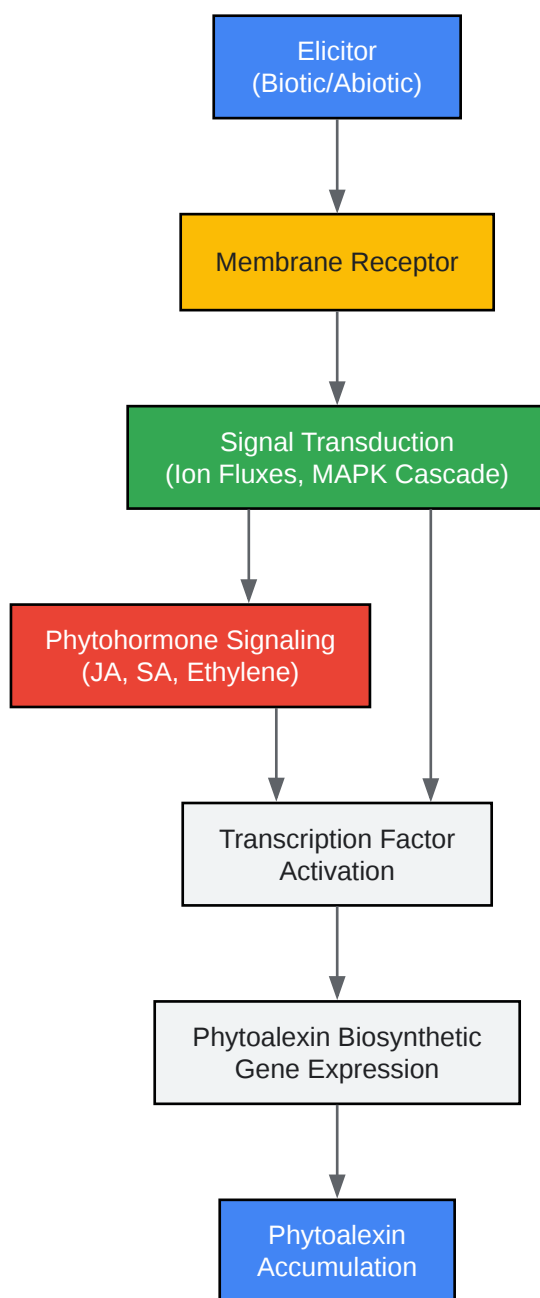 Elicitor
(Biotic/Abiotic)
Membrane Receptor
Signal Transduction
(Ion Fluxes, MAPK Cascade)
Phytohormone Signaling
(JA, SA, Ethylene)
Transcription Factor
Activation
Phytoalexin Biosynthetic
Gene Expression
Phytoalexin
Accumulation